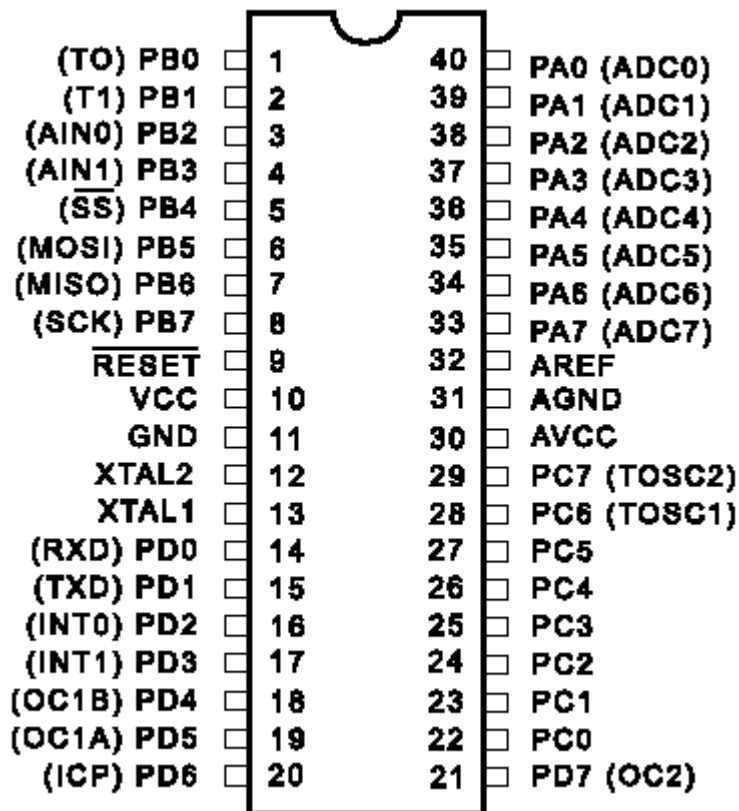 (TO) PB0 1 40 PA0 (ADC0)
(T1) PB1 2 39 PA1 (ADC1)
(AIN0) PB2 3 38 PA2 (ADC2)
(AIN1) PB3 4 37 PA3 (ADC3)
(SS) PB4 5 36 PA4 (ADC4)
(MOSI) PB5 6 35 PA5 (ADC5)
(MISO) PB6 7 34 PA6 (ADC6)
(SCK) PB7 8 33 PA7 (ADC7)
RESET 9 32 AREF
VCC 10 31 AGND
GND 11 30 AVCC
XTAL2 12 29 PC7 (TOSC2)
XTAL1 13 28 PC6 (TOSC1)
(RXD) PD0 14 27 PC5
(TXD) PD1 15 26 PC4
(INT0) PD2 16 25 PC3
(INT1) PD3 17 24 PC2
(OC1B) PD4 18 23 PC1
(OC1A) PD5 19 22 PC0
(ICP) PD6 20 21 PD7 (OC2)